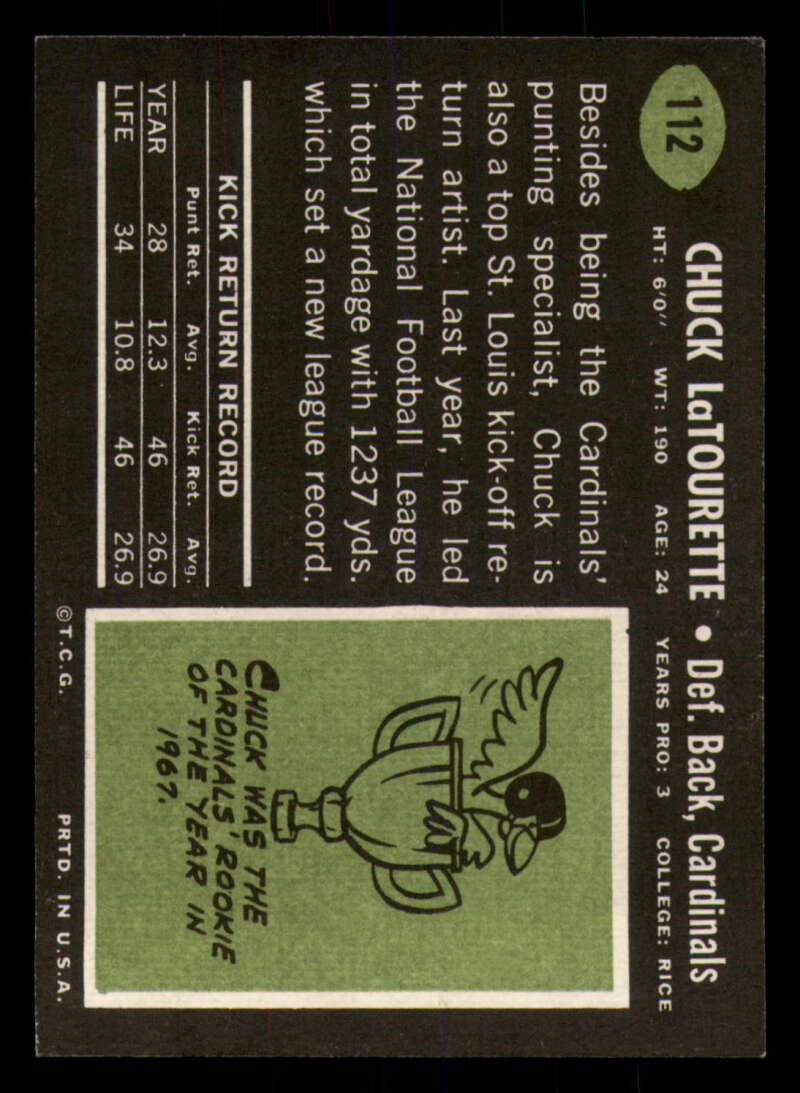 112
CHUCK LaTOURETTE • Def. Back, Cardinals
HT: 6'0" WT: 190 AGE: 24 YEARS PRO: 3 COLLEGE: RICE
Besides being the Cardinals'
punting specialist, Chuck is
also a top St. Louis kick-off re-
turn artist. Last year, he led
the National Football League
in total yardage with 1237 yds.
which set a new league record.
KICK RETURN RECORD
Punt Ret. Avg. Kick Ret. Avg.
YEAR 28 12.3 46 26.9
LIFE 34 10.8 46 26.9
CHUCK WAS THE
CARDINALS' ROOKIE
OF THE YEAR IN
1967.
©T.C.G. PRTD. IN U.S.A.